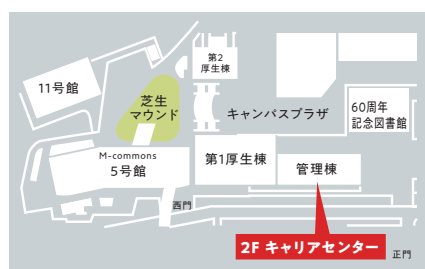 第2
厚生棟
11号館
芝生
マウンド
キャンパスプラザ
60周年
記念図書館
M-commons
5号館
第1厚生棟
管理棟
西門
2F キャリアセンター
正門